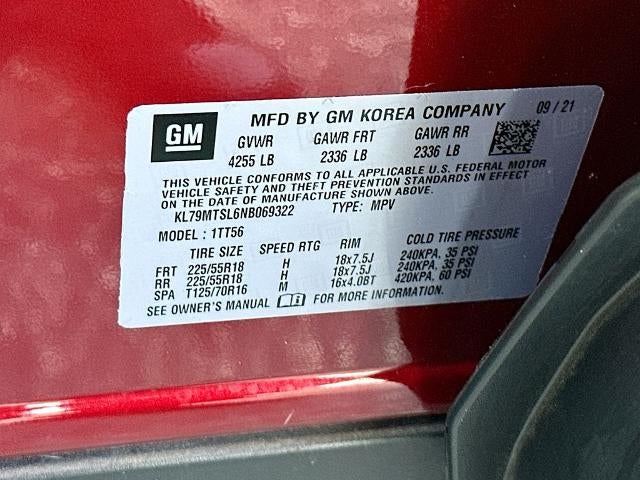 GM MFD BY GM KOREA COMPANY 09/21
GVWR GAWR FRT GAWR RR
4255 LB 2336 LB 2336 LB
THIS VEHICLE CONFORMS TO ALL APPLICABLE U.S. FEDERAL MOTOR
VEHICLE SAFETY AND THEFT PREVENTION STANDARDS IN EFFECT
ON THE DATE OF MANUFACTURE SHOWN ABOVE.
KL79MTSL6NB069322 TYPE: MPV
MODEL : 1TT56
TIRE SIZE SPEED RTG RIM COLD TIRE PRESSURE
FRT 225/55R18 H 18x7.5J 240KPA, 35 PSI
RR 225/55R18 H 18x7.5J 240KPA, 35 PSI
SPA T125/70R16 M 16x4.0BT 420KPA, 60 PSI
SEE OWNER'S MANUAL FOR MORE INFORMATION.